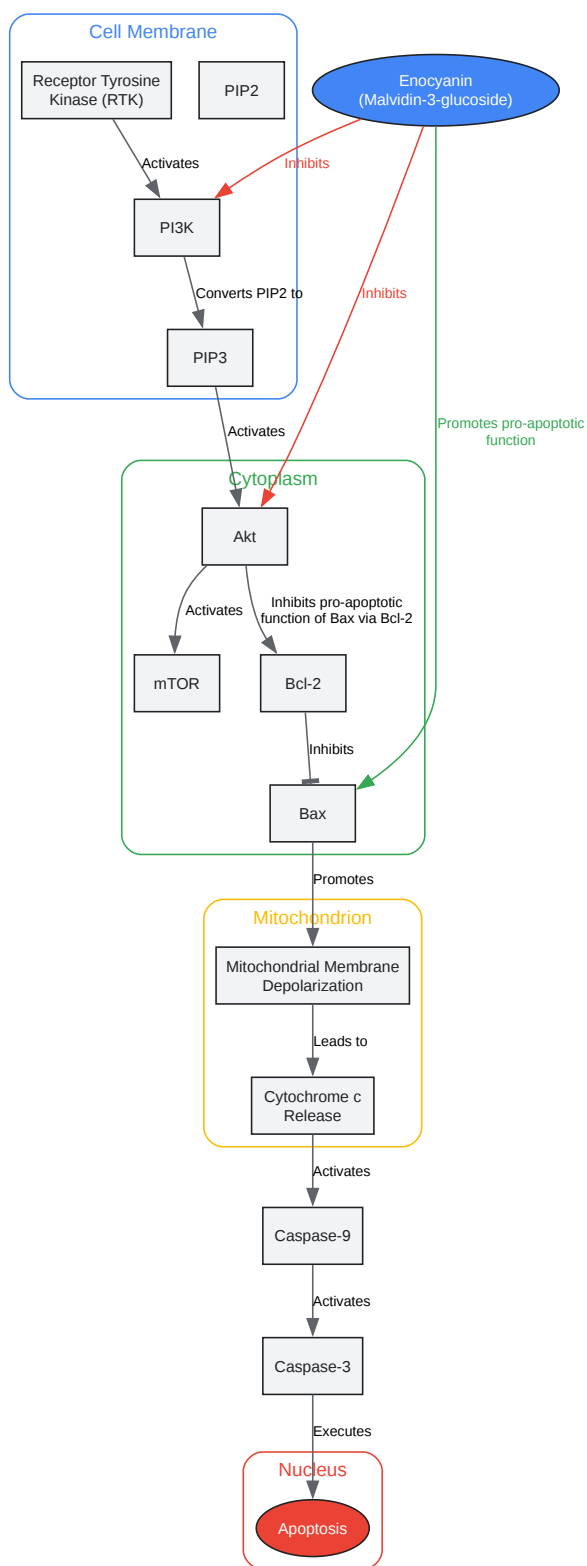 Cell Membrane
Receptor Tyrosine
Kinase (RTK)
PIP2
Enocyanin
(Malvidin-3-glucoside)
Activates
Inhibits
PI3K
Converts PIP2 to
Inhibits
PIP3
Activates
Promotes pro-apoptotic
function
Cytoplasm
Akt
Activates
Inhibits pro-apoptotic
function of Bax via Bcl-2
mTOR
Bcl-2
Inhibits
Bax
Promotes
Mitochondrion
Mitochondrial Membrane
Depolarization
Leads to
Cytochrome c
Release
Activates
Caspase-9
Activates
Caspase-3
Executes
Nucleus
Apoptosis